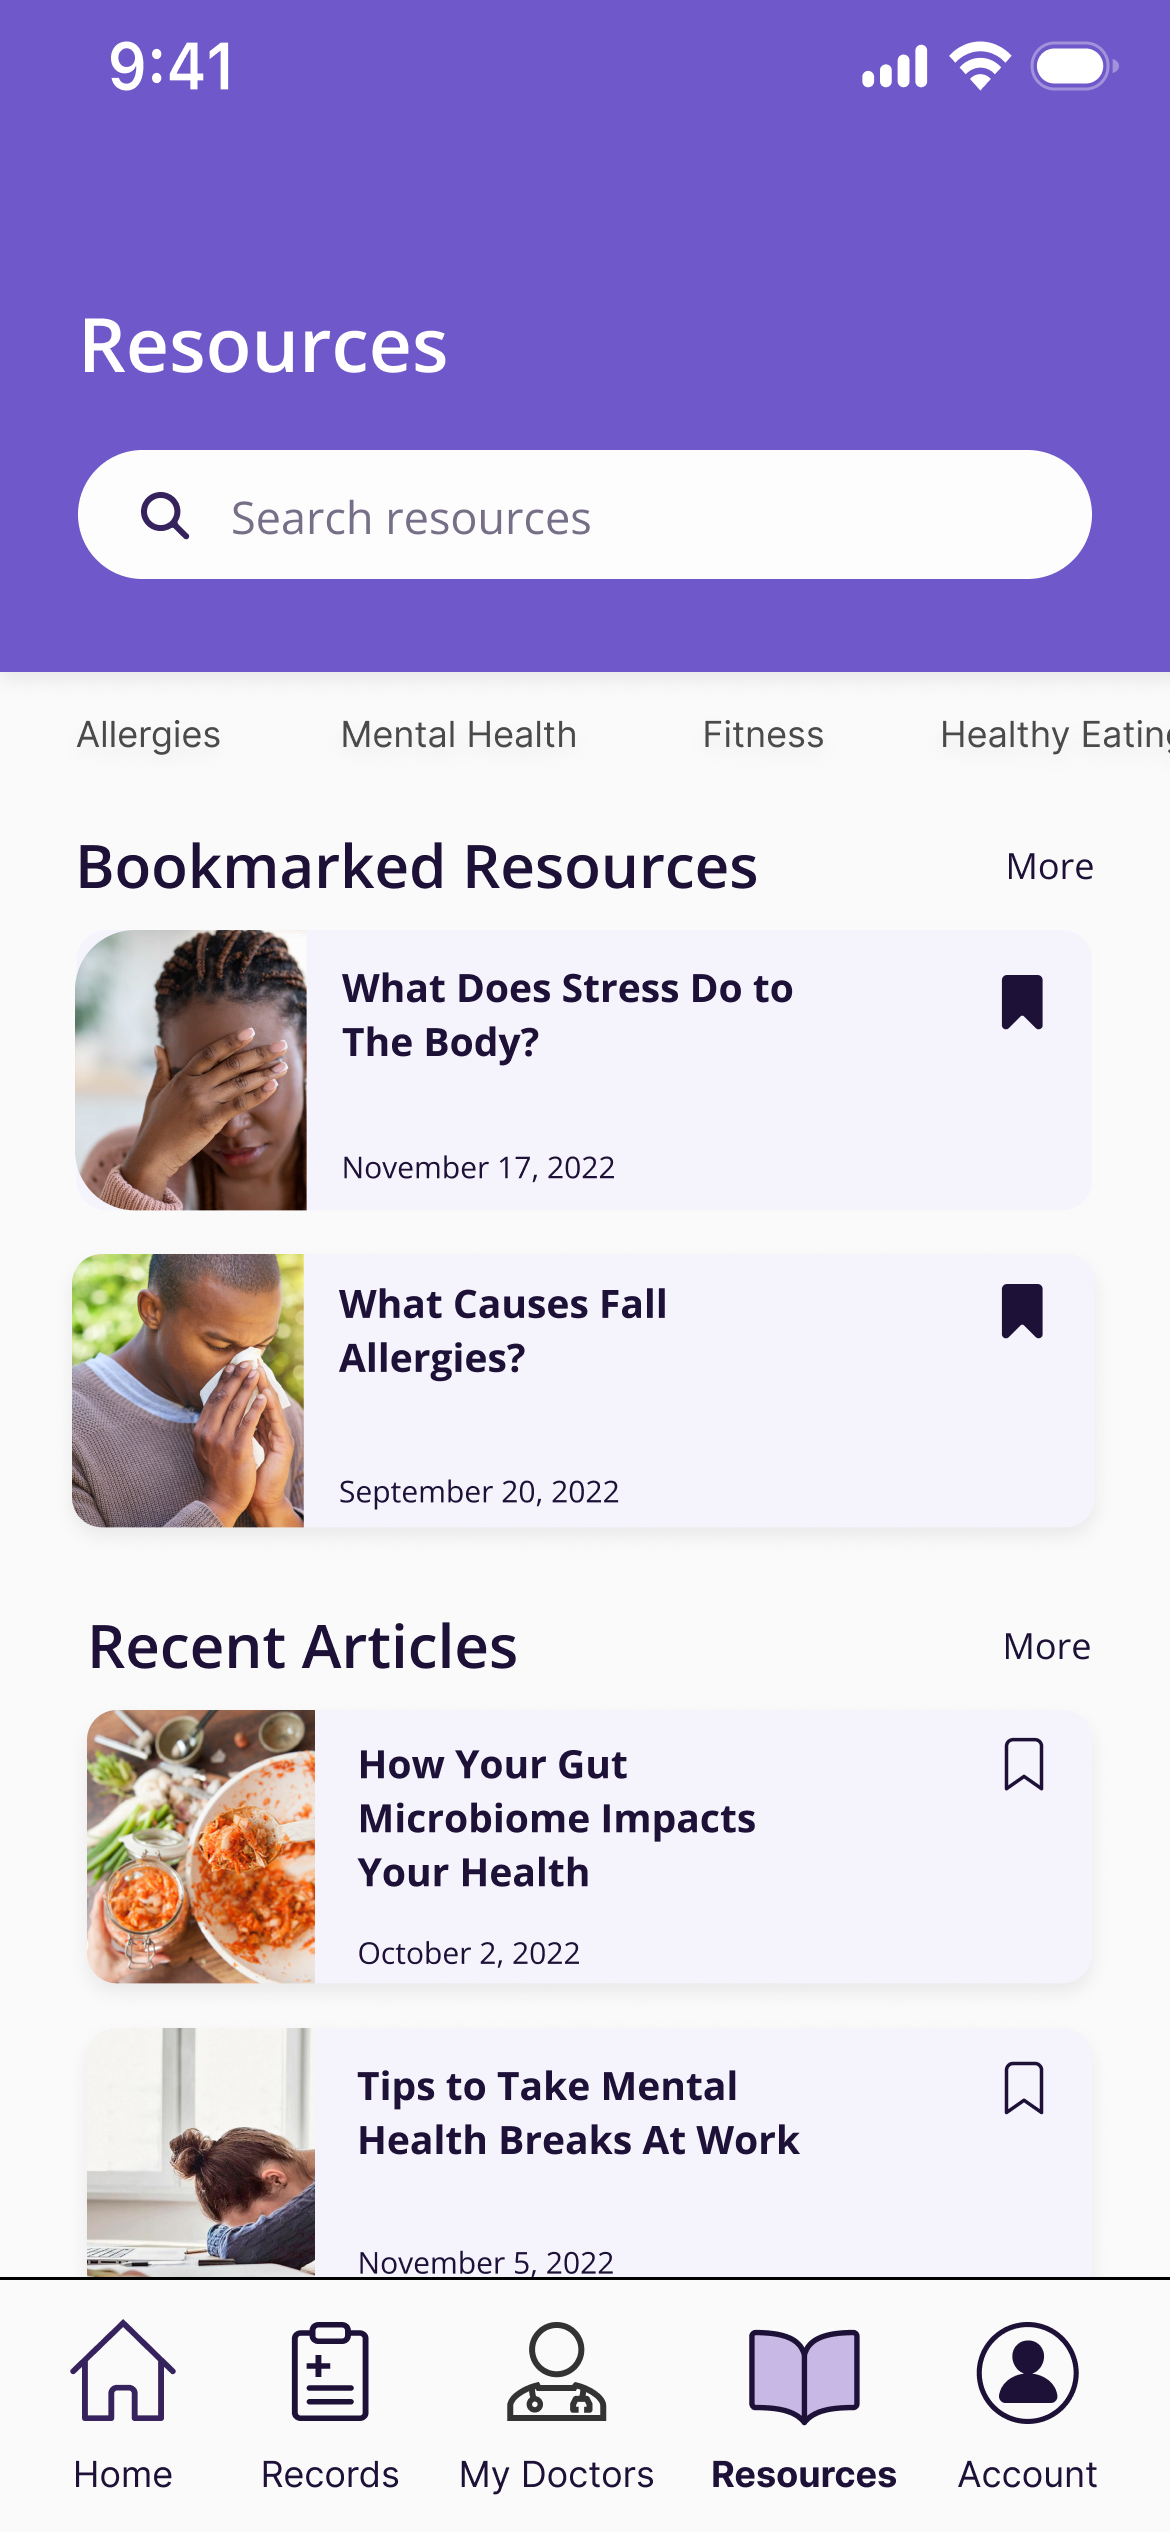 9:41
Resources
Search resources
Allergies Mental Health Fitness Healthy Eating
Bookmarked Resources More
What Does Stress Do to
The Body?
November 17, 2022
What Causes Fall
Allergies?
September 20, 2022
Recent Articles More
How Your Gut
Microbiome Impacts
Your Health
October 2, 2022
Tips to Take Mental
Health Breaks At Work
November 5, 2022
Home Records My Doctors Resources Account